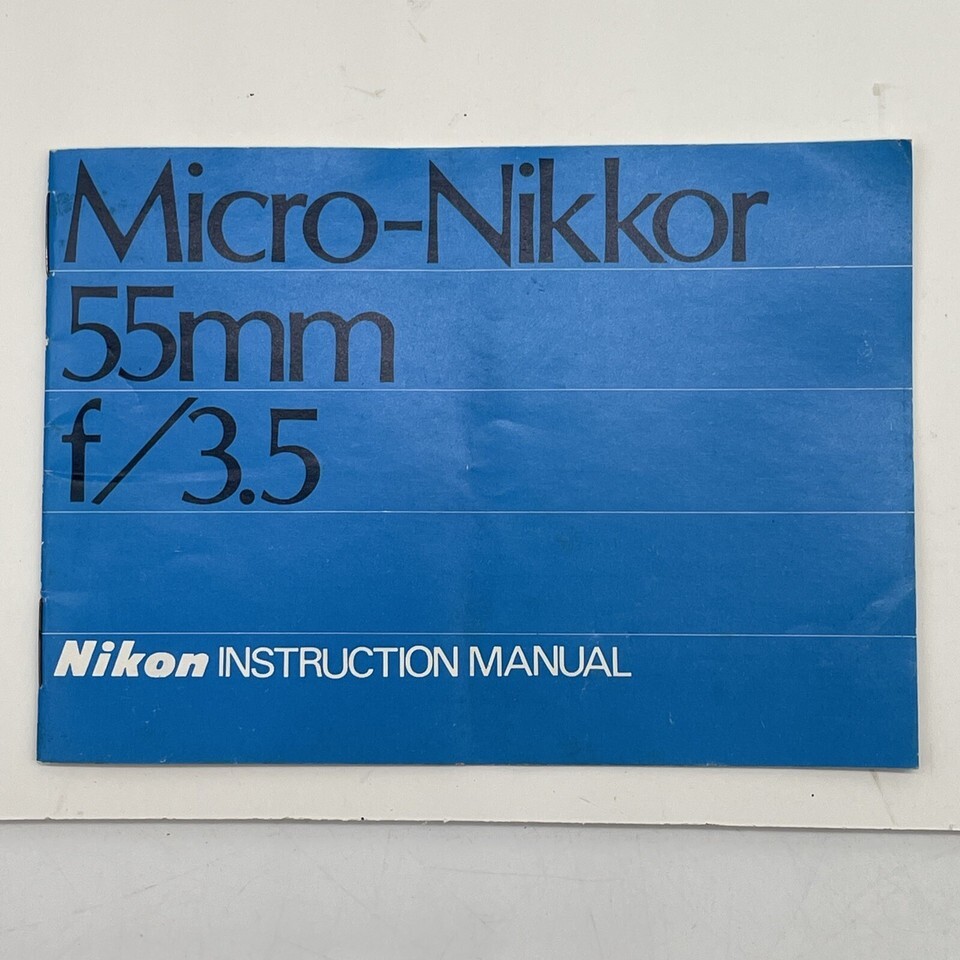 Micro-Nikkor
55mm
f/3.5
Nikon INSTRUCTION MANUAL